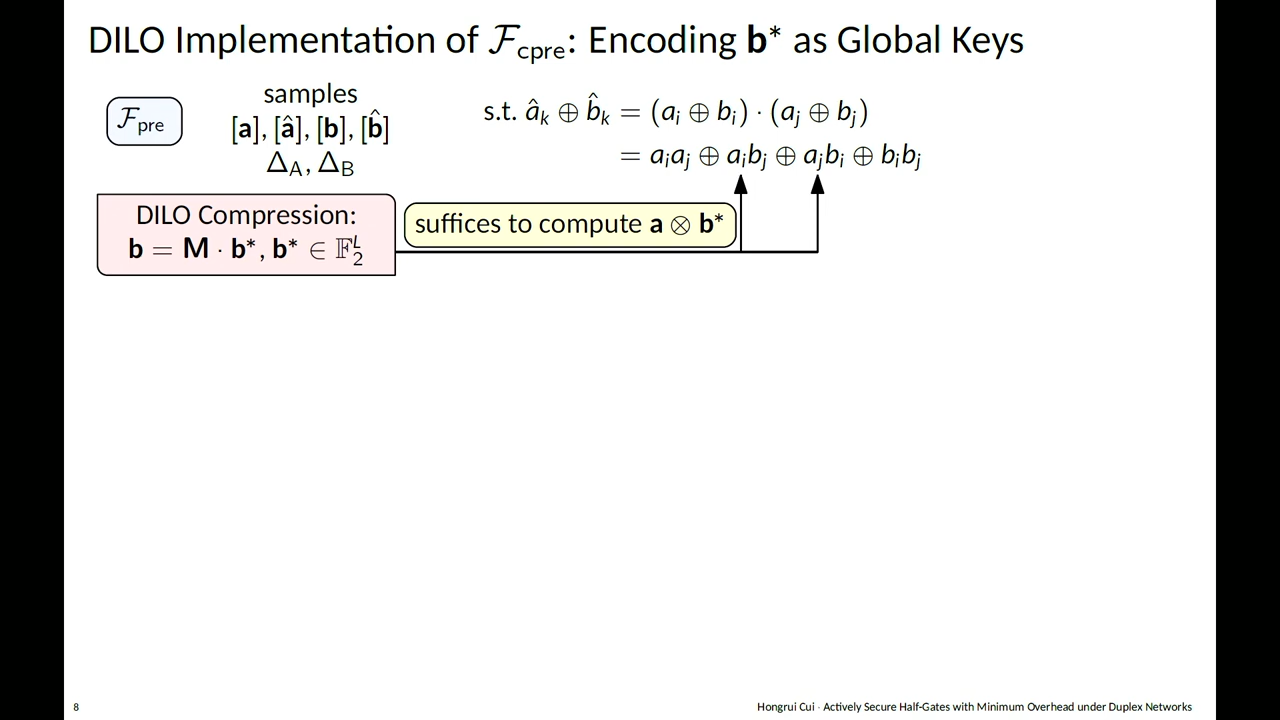 DILO Implementation of 𝓕cpre: Encoding b* as Global Keys
𝓕pre
samples
[a], [â], [b], [b̂]
Δ_A, Δ_B
s.t. â_k ⊕ b̂_k = (a_i ⊕ b_i) · (a_j ⊕ b_j)
= a_i a_j ⊕ a_i b_j ⊕ a_j b_i ⊕ b_i b_j
DILO Compression:
b = M · b*, b* ∈ 𝔽₂^L
suffices to compute a ⊗ b*
8
Hongrui Cui · Actively Secure Half-Gates with Minimum Overhead under Duplex Networks